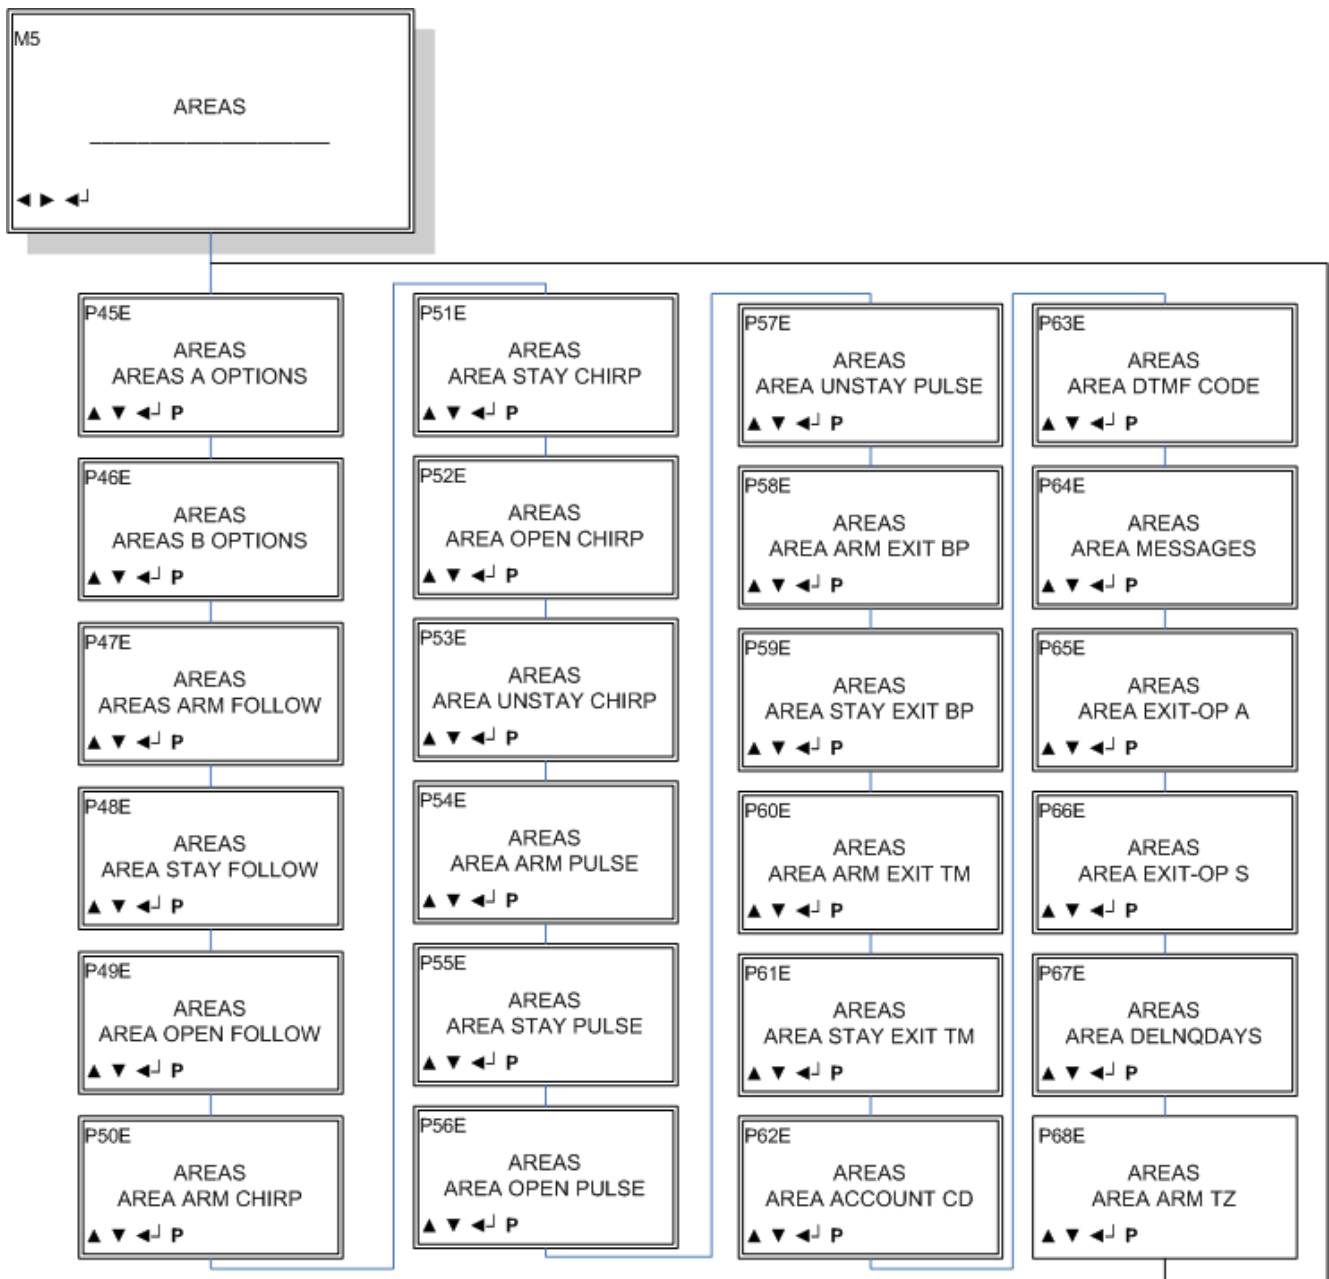 M5
AREAS
____________________
◄ ► ◄┘
P45E
AREAS
AREAS A OPTIONS
▲ ▼ ◄┘ P
P46E
AREAS
AREAS B OPTIONS
▲ ▼ ◄┘ P
P47E
AREAS
AREAS ARM FOLLOW
▲ ▼ ◄┘ P
P48E
AREAS
AREA STAY FOLLOW
▲ ▼ ◄┘ P
P49E
AREAS
AREA OPEN FOLLOW
▲ ▼ ◄┘ P
P50E
AREAS
AREA ARM CHIRP
▲ ▼ ◄┘ P
P51E
AREAS
AREA STAY CHIRP
▲ ▼ ◄┘ P
P52E
AREAS
AREA OPEN CHIRP
▲ ▼ ◄┘ P
P53E
AREAS
AREA UNSTAY CHIRP
▲ ▼ ◄┘ P
P54E
AREAS
AREA ARM PULSE
▲ ▼ ◄┘ P
P55E
AREAS
AREA STAY PULSE
▲ ▼ ◄┘ P
P56E
AREAS
AREA OPEN PULSE
▲ ▼ ◄┘ P
P57E
AREAS
AREA UNSTAY PULSE
▲ ▼ ◄┘ P
P58E
AREAS
AREA ARM EXIT BP
▲ ▼ ◄┘ P
P59E
AREAS
AREA STAY EXIT BP
▲ ▼ ◄┘ P
P60E
AREAS
AREA ARM EXIT TM
▲ ▼ ◄┘ P
P61E
AREAS
AREA STAY EXIT TM
▲ ▼ ◄┘ P
P62E
AREAS
AREA ACCOUNT CD
▲ ▼ ◄┘ P
P63E
AREAS
AREA DTMF CODE
▲ ▼ ◄┘ P
P64E
AREAS
AREA MESSAGES
▲ ▼ ◄┘ P
P65E
AREAS
AREA EXIT-OP A
▲ ▼ ◄┘ P
P66E
AREAS
AREA EXIT-OP S
▲ ▼ ◄┘ P
P67E
AREAS
AREA DELNQDAYS
▲ ▼ ◄┘ P
P68E
AREAS
AREA ARM TZ
▲ ▼ ◄┘ P